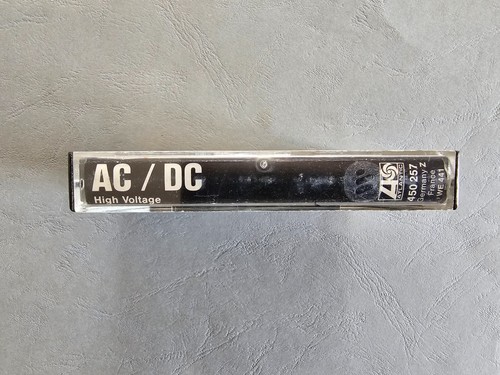 AC / DC
High Voltage
ATLANTIC
450 257
Germany Z
France
WE 441